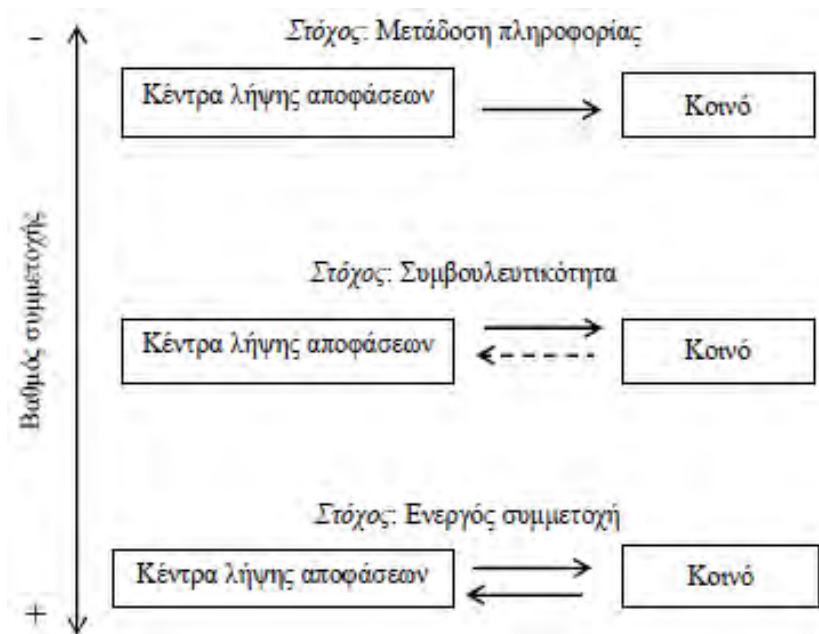 –
Στόχος: Μετάδοση πληροφορίας
Κέντρα λήψης αποφάσεων
Κοινό
Βαθμός συμμετοχής
Στόχος: Συμβουλευτικότητα
Κέντρα λήψης αποφάσεων
Κοινό
Στόχος: Ενεργός συμμετοχή
Κέντρα λήψης αποφάσεων
Κοινό
+